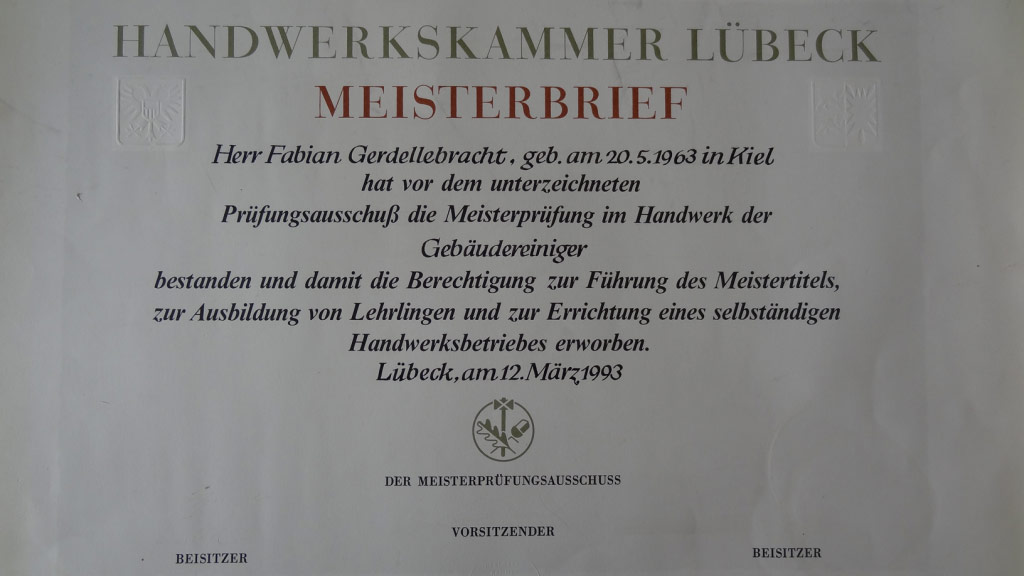 HANDWERKSKAMMER LÜBECK
MEISTERBRIEF
Herr Fabian Gerdellebracht, geb. am 20.5.1963 in Kiel
hat vor dem unterzeichneten
Prüfungsausschuß die Meisterprüfung im Handwerk der
Gebäudereiniger
bestanden und damit die Berechtigung zur Führung des Meistertitels,
zur Ausbildung von Lehrlingen und zur Errichtung eines selbständigen
Handwerksbetriebes erworben.
Lübeck, am 12. März 1993
DER MEISTERPRÜFUNGSAUSSCHUSS
VORSITZENDER
BEISITZER
BEISITZER